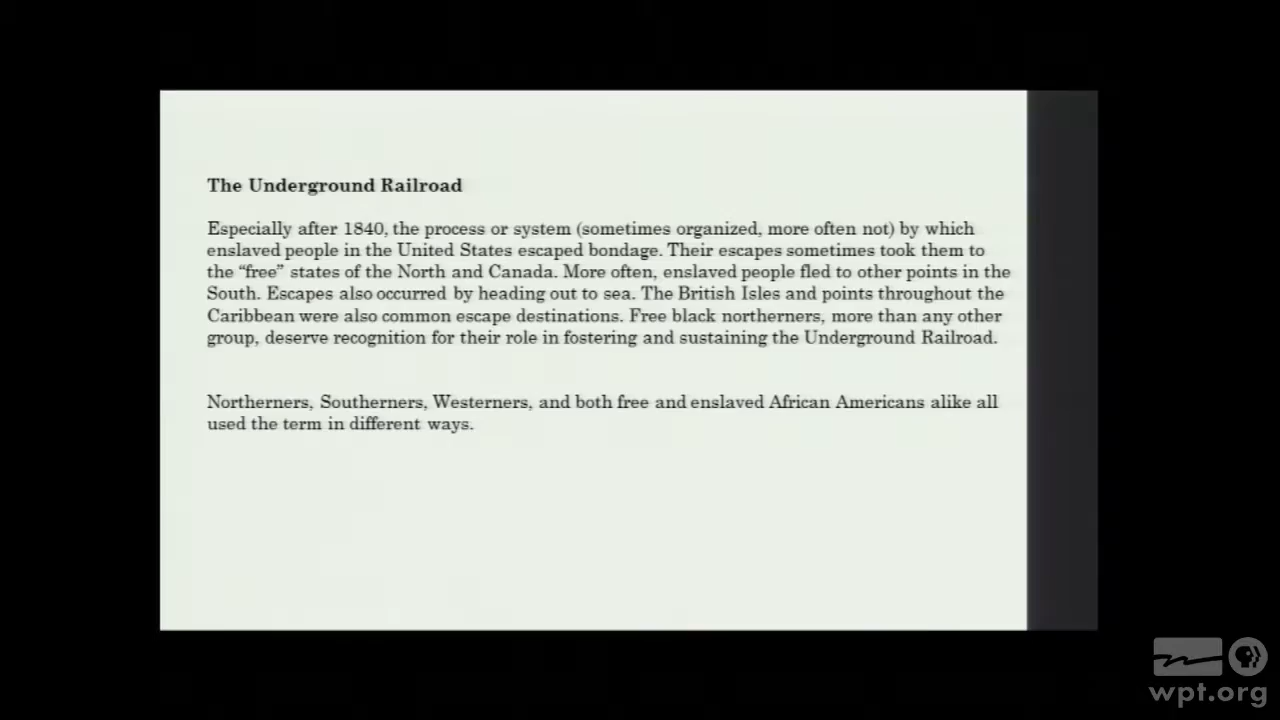 The Underground Railroad
Especially after 1840, the process or system (sometimes organized, more often not) by which
enslaved people in the United States escaped bondage. Their escapes sometimes took them to
the “free” states of the North and Canada. More often, enslaved people fled to other points in the
South. Escapes also occurred by heading out to sea. The British Isles and points throughout the
Caribbean were also common escape destinations. Free black northerners, more than any other
group, deserve recognition for their role in fostering and sustaining the Underground Railroad.
Northerners, Southerners, Westerners, and both free and enslaved African Americans alike all
used the term in different ways.
wpt.org